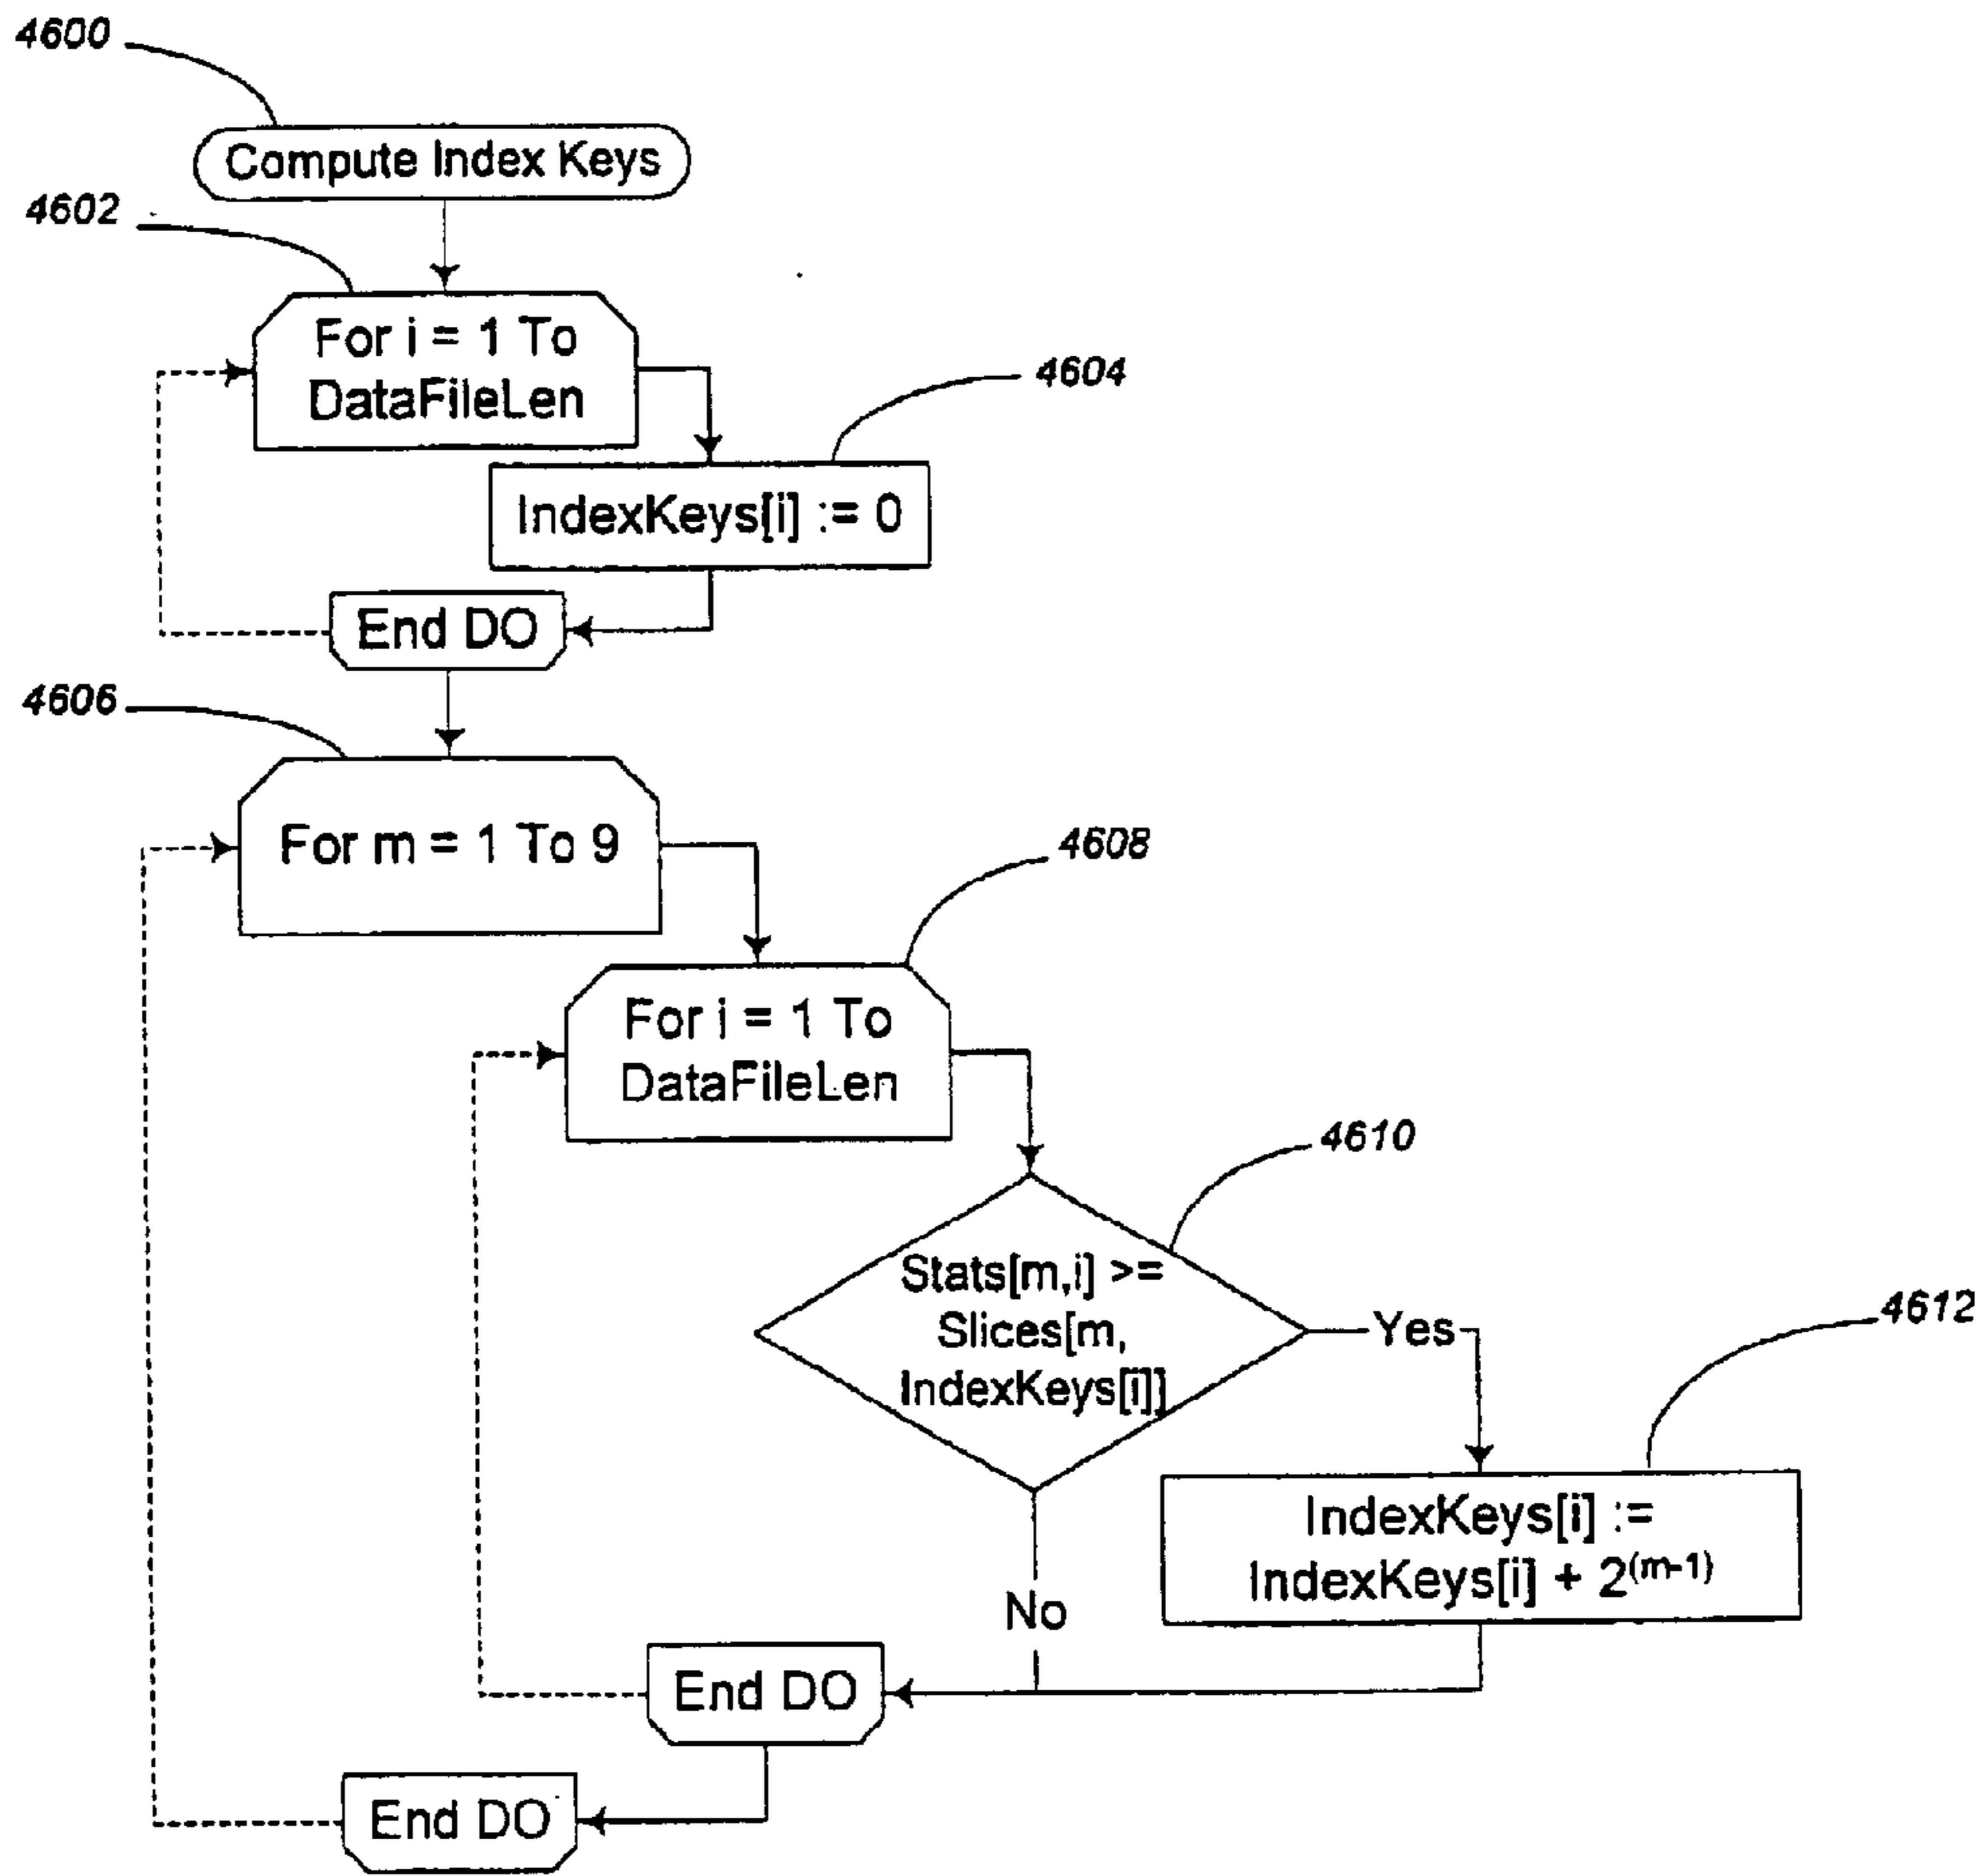 4600
Compute Index Keys
4602
For i = 1 To
DataFileLen
4604
IndexKeys[i] := 0
End DO
4606
For m = 1 To 9
4608
For i = 1 To
DataFileLen
4610
Stats[m,i] >=
Slices[m,
IndexKeys[i]]
Yes
4612
IndexKeys[i] :=
IndexKeys[i] + 2^(m-1)
No
End DO
End DO